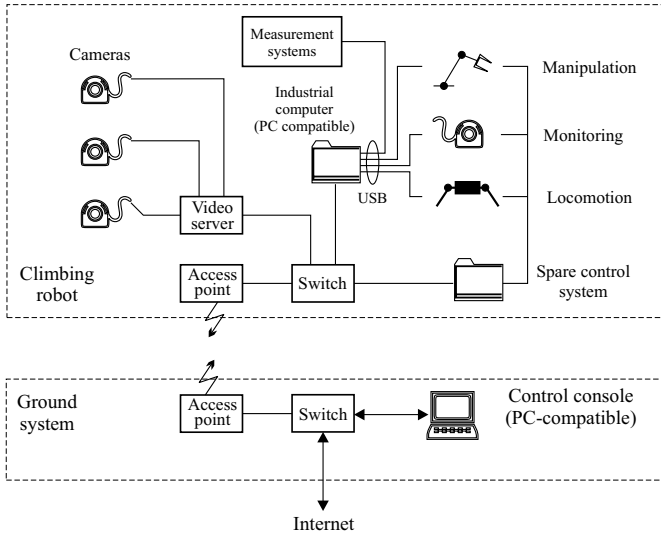 Cameras
Measurement
systems
Industrial
computer
(PC compatible)
USB
Manipulation
Monitoring
Locomotion
Video
server
Climbing
robot
Access
point
Switch
Spare control
system
Ground
system
Access
point
Switch
Control console
(PC-compatible)
Internet